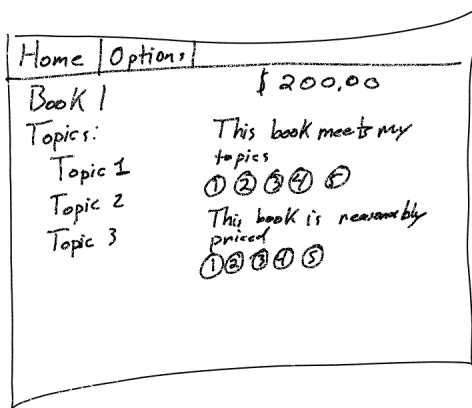 Home Options
Book 1
$200.00
Topics:
Topic 1
Topic 2
Topic 3
This book meets my
topics
1 2 3 4 5
This book is reasonably
priced
1 2 3 4 5